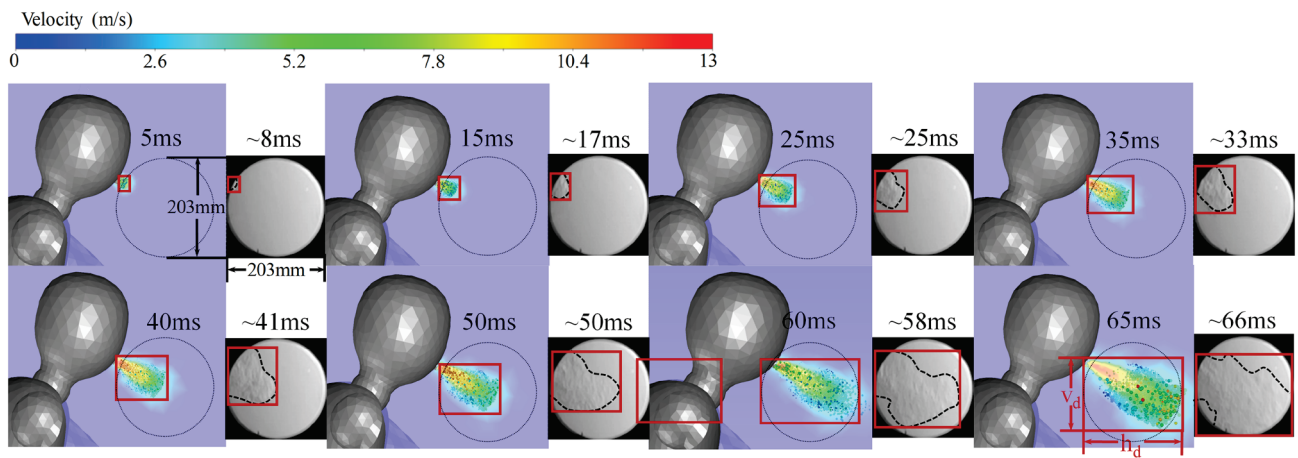 Velocity (m/s)
0 2.6 5.2 7.8 10.4 13
5ms ~8ms 15ms ~17ms 25ms ~25ms 35ms ~33ms
203mm
203mm
40ms ~41ms 50ms ~50ms 60ms ~58ms 65ms ~66ms
Vd
hd